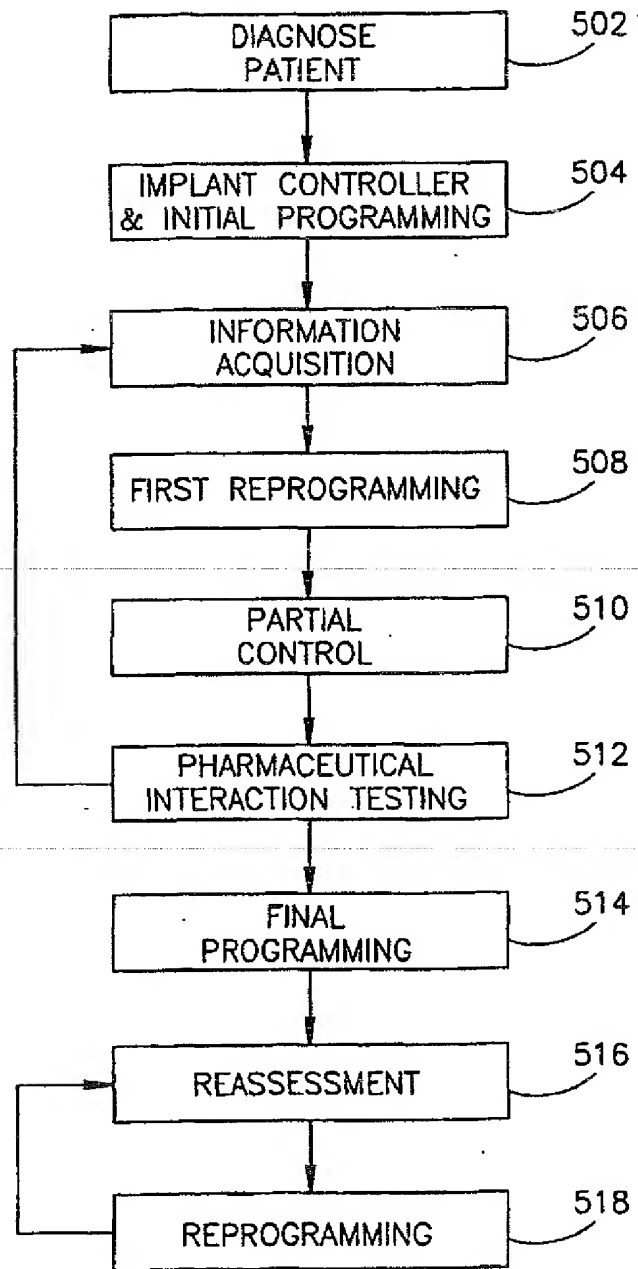 DIAGNOSE
PATIENT
502
IMPLANT CONTROLLER
& INITIAL PROGRAMMING
504
INFORMATION
ACQUISITION
506
FIRST REPROGRAMMING
508
PARTIAL
CONTROL
510
PHARMACEUTICAL
INTERACTION TESTING
512
FINAL
PROGRAMMING
514
REASSESSMENT
516
REPROGRAMMING
518